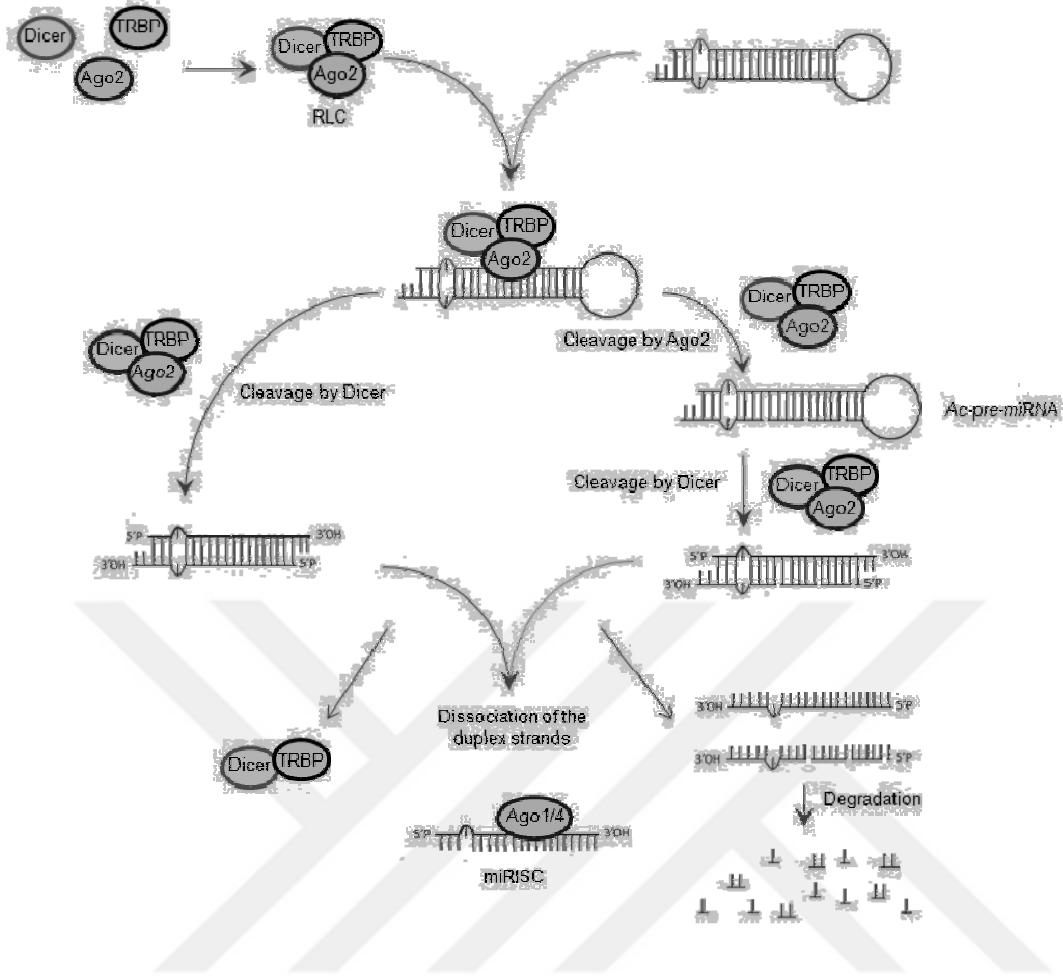 Dicer
TRBP
Ago2
Dicer
TRBP
Ago2
RLC
Dicer
TRBP
Ago2
Dicer
TRBP
Ago2
Cleavage by Ago2
Dicer
TRBP
Ago2
Cleavage by Dicer
Ac-pre-miRNA
Cleavage by Dicer
Dicer
TRBP
Ago2
5'P
3'OH
3'OH
5'P
5'P
3'OH
3'OH
5'P
Dissociation of the
duplex strands
3'OH
5'P
Dicer
TRBP
3'OH
5'P
Degradation
Ago1/4
5'P
3'OH
miRISC